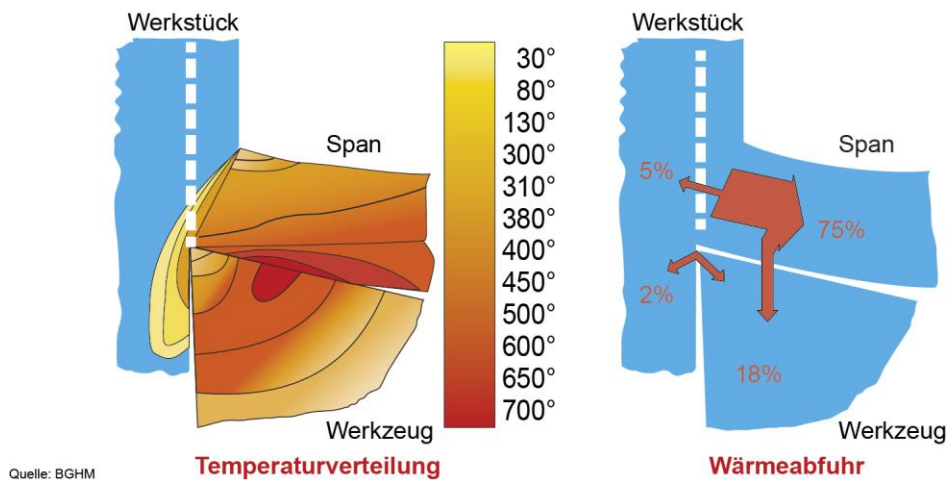 Werkstück
30°
80°
130°
300°
310°
380°
400°
450°
500°
600°
650°
700°
Span
Werkzeug
Temperaturverteilung
Werkstück
Span
5%
75%
2%
18%
Werkzeug
Wärmeabfuhr
Quelle: BGHM